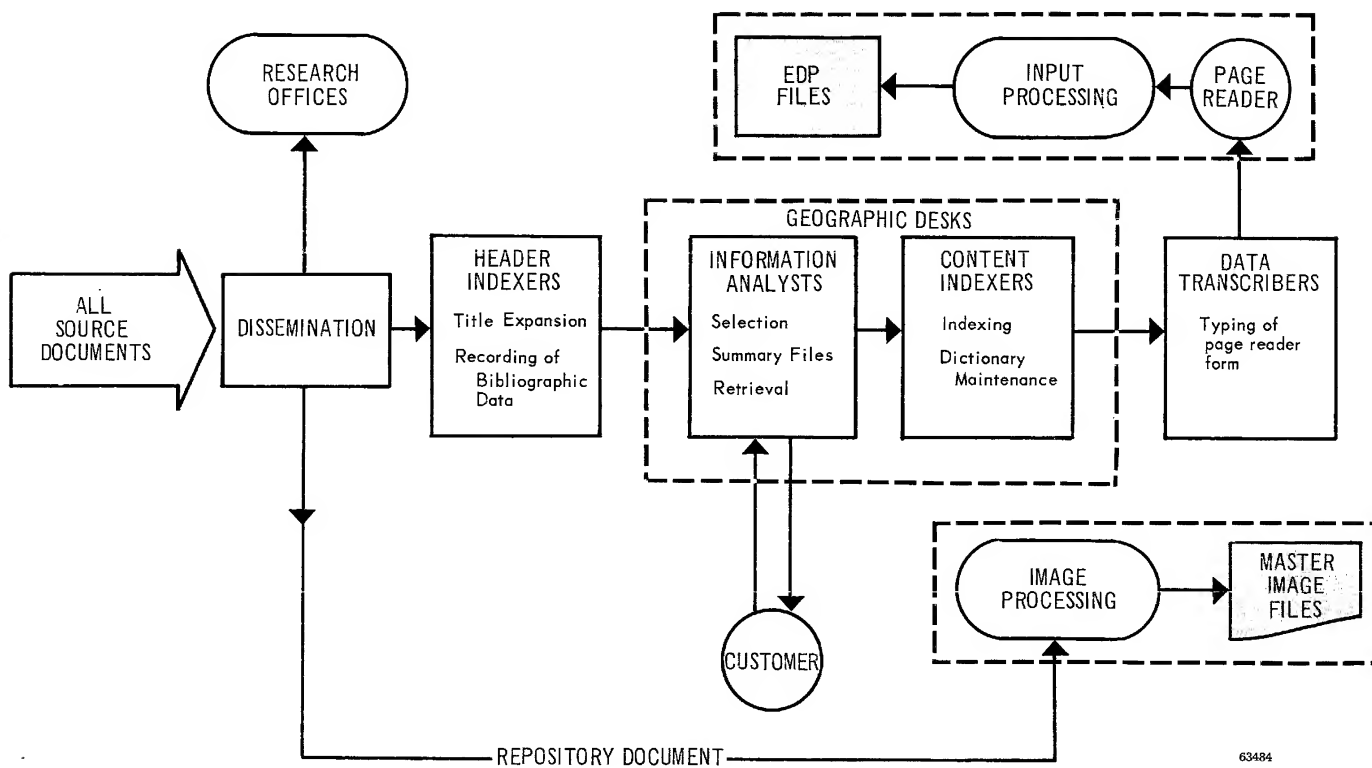 RESEARCH
OFFICES
EDP
FILES
INPUT
PROCESSING
PAGE
READER
ALL
SOURCE
DOCUMENTS
DISSEMINATION
HEADER
INDEXERS
Title Expansion
Recording of
Bibliographic
Data
GEOGRAPHIC DESKS
INFORMATION
ANALYSTS
Selection
Summary Files
Retrieval
CONTENT
INDEXERS
Indexing
Dictionary
Maintenance
DATA
TRANSCRIBERS
Typing of
page reader
form
CUSTOMER
IMAGE
PROCESSING
MASTER
IMAGE
FILES
REPOSITORY DOCUMENT
63484